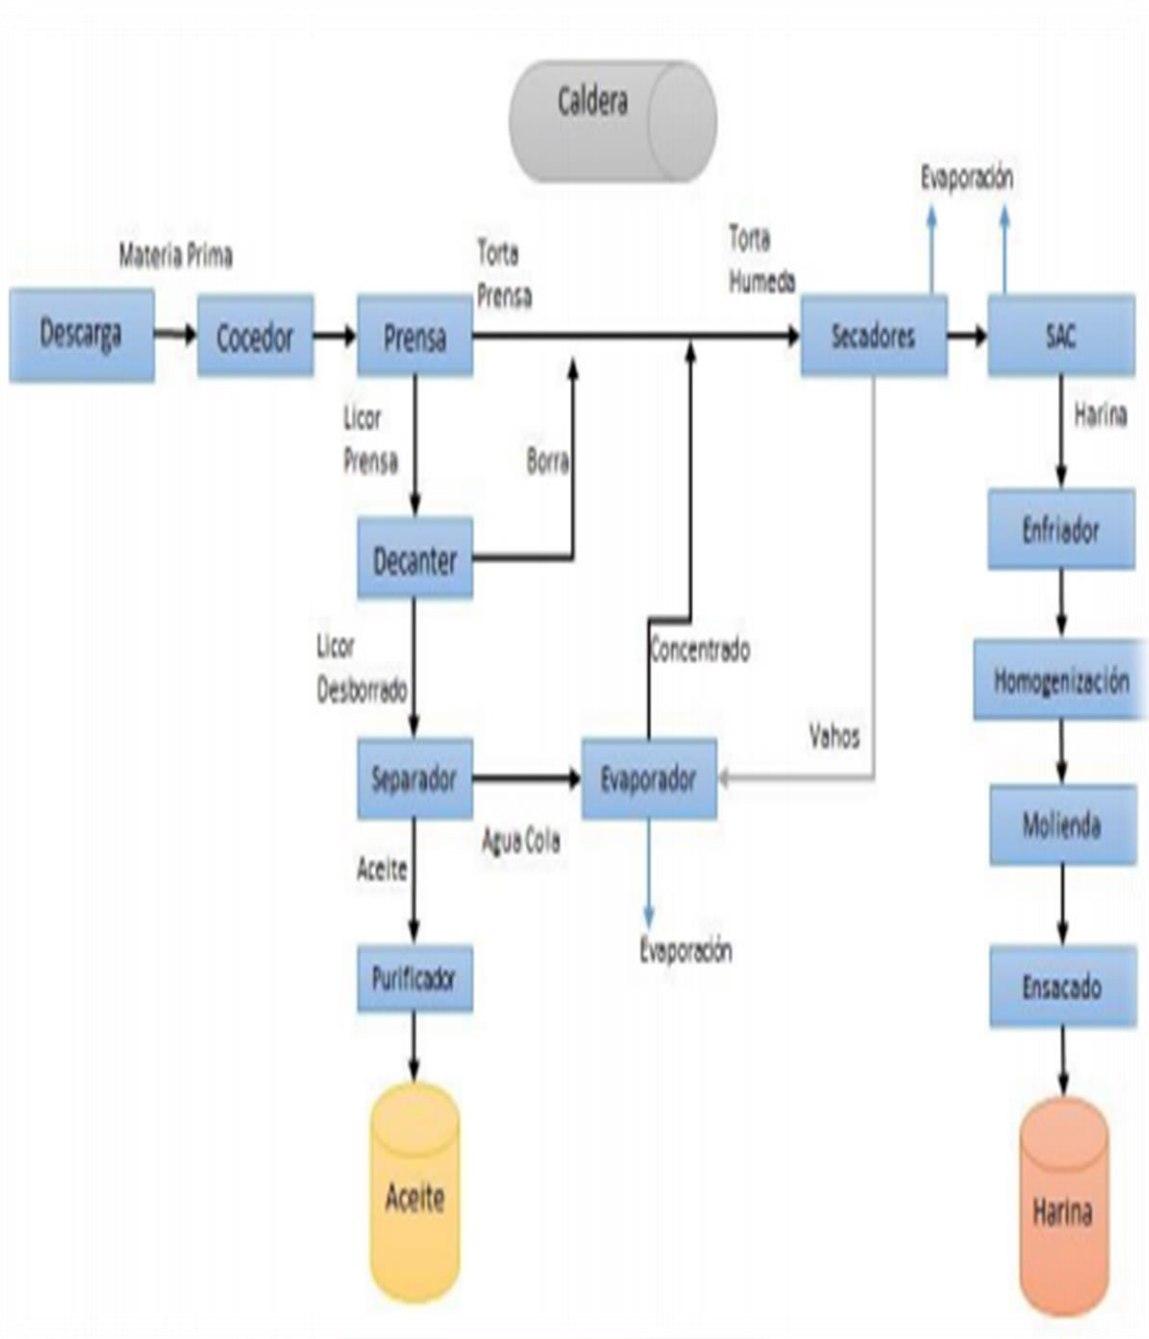 Caldera
Evaporación
Materia Prima
Torta
Prensa
Torta
Humeda
Descarga
Cocedor
Prensa
Secadores
SAC
Licor
Prensa
Borra
Harina
Decanter
Enfriador
Licor
Desborrado
Concentrado
Homogenización
Vahos
Separador
Evaporador
Molienda
Agua Cola
Aceite
Evaporación
Purificador
Ensacado
Aceite
Harina